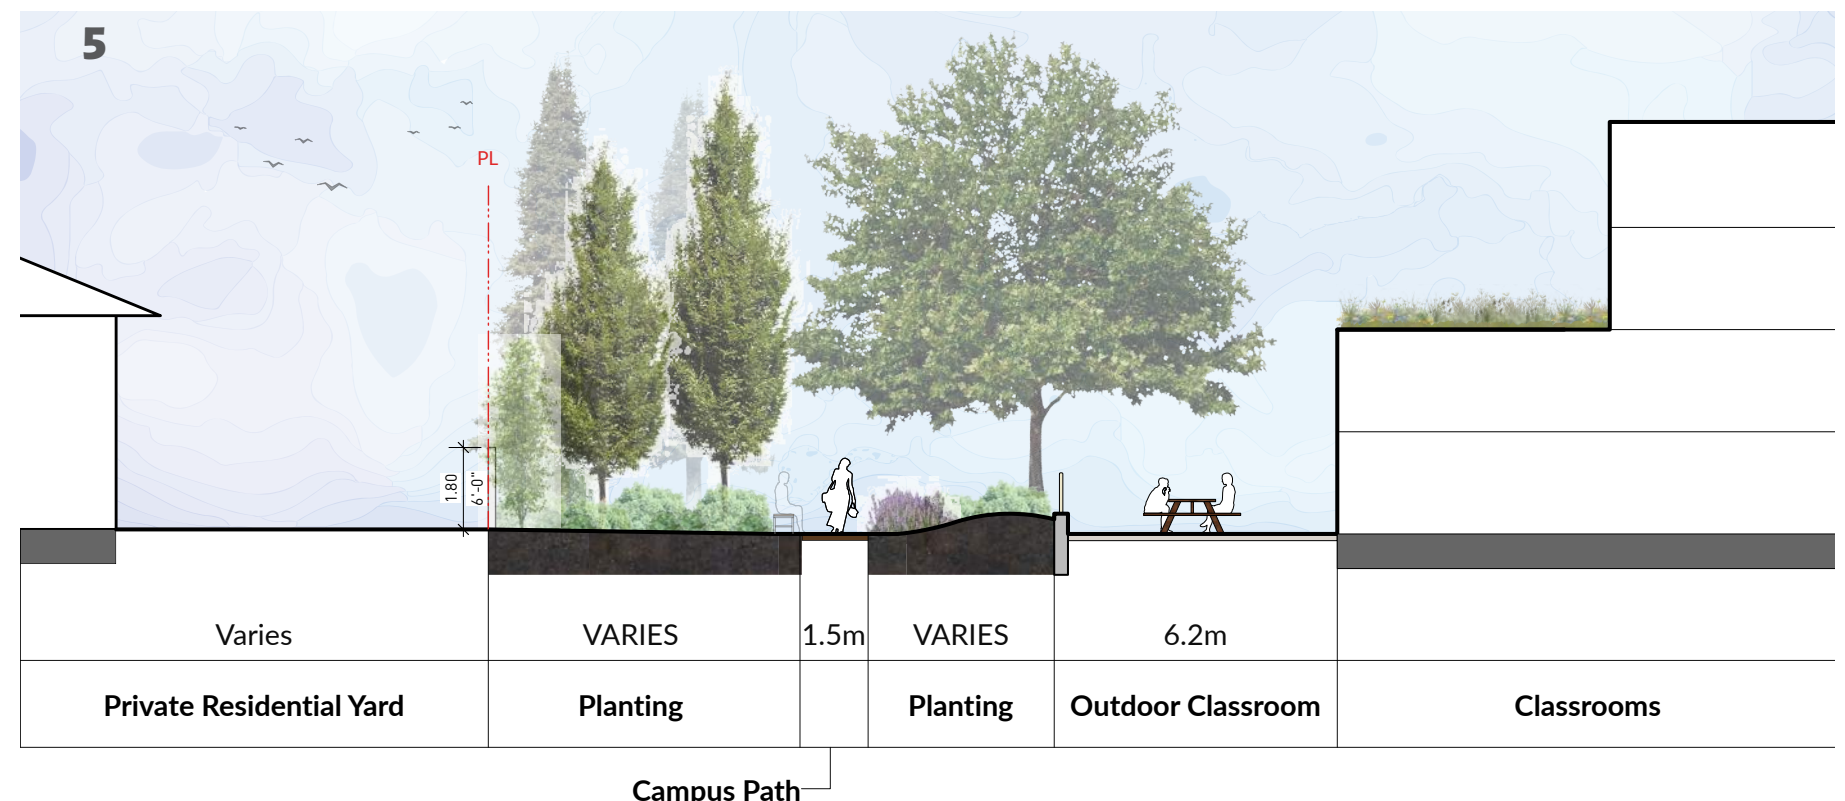 5
PL
1.80
6'-0"
Varies
VARIES
1.5m
VARIES
6.2m
Private Residential Yard
Planting
Planting
Outdoor Classroom
Classrooms
Campus Path